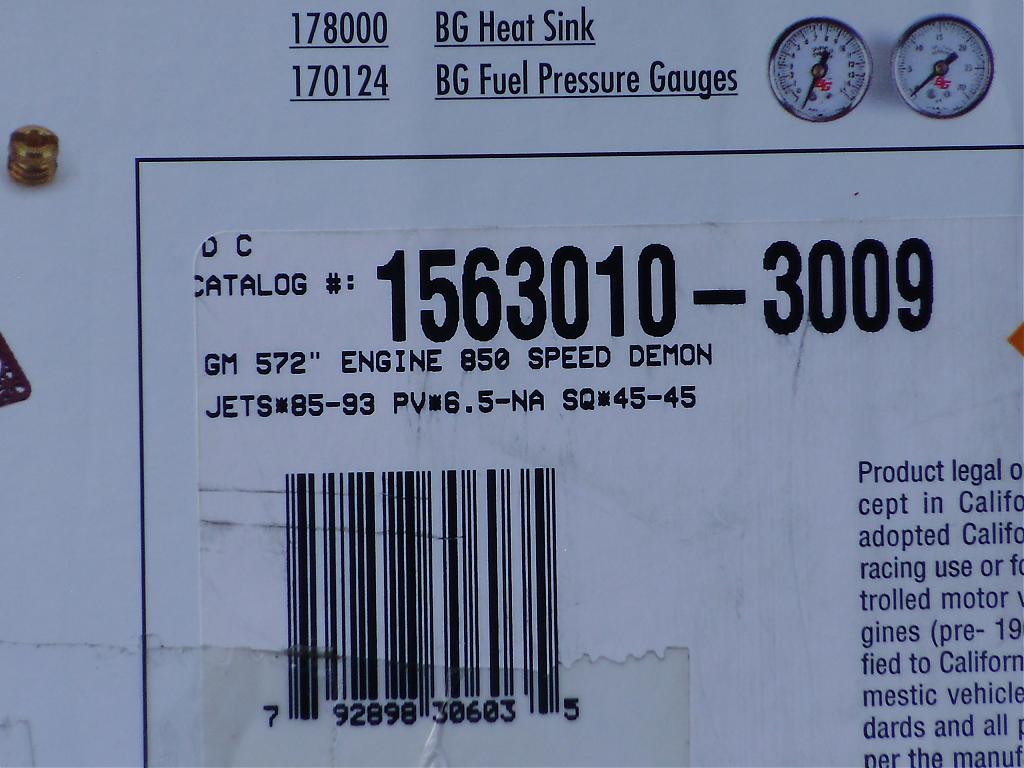 178000 BG Heat Sink
170124 BG Fuel Pressure Gauges
D C
CATALOG #: 1563010-3009
GM 572" ENGINE 850 SPEED DEMON
JETS*85-93 PV*6.5-NA SQ*45-45
Product legal o
cept in Califo
adopted Califo
racing use or fo
trolled motor v
gines (pre- 19
fied to Californ
mestic vehicle
dards and all p
per the manuf
7 92898 30603 5